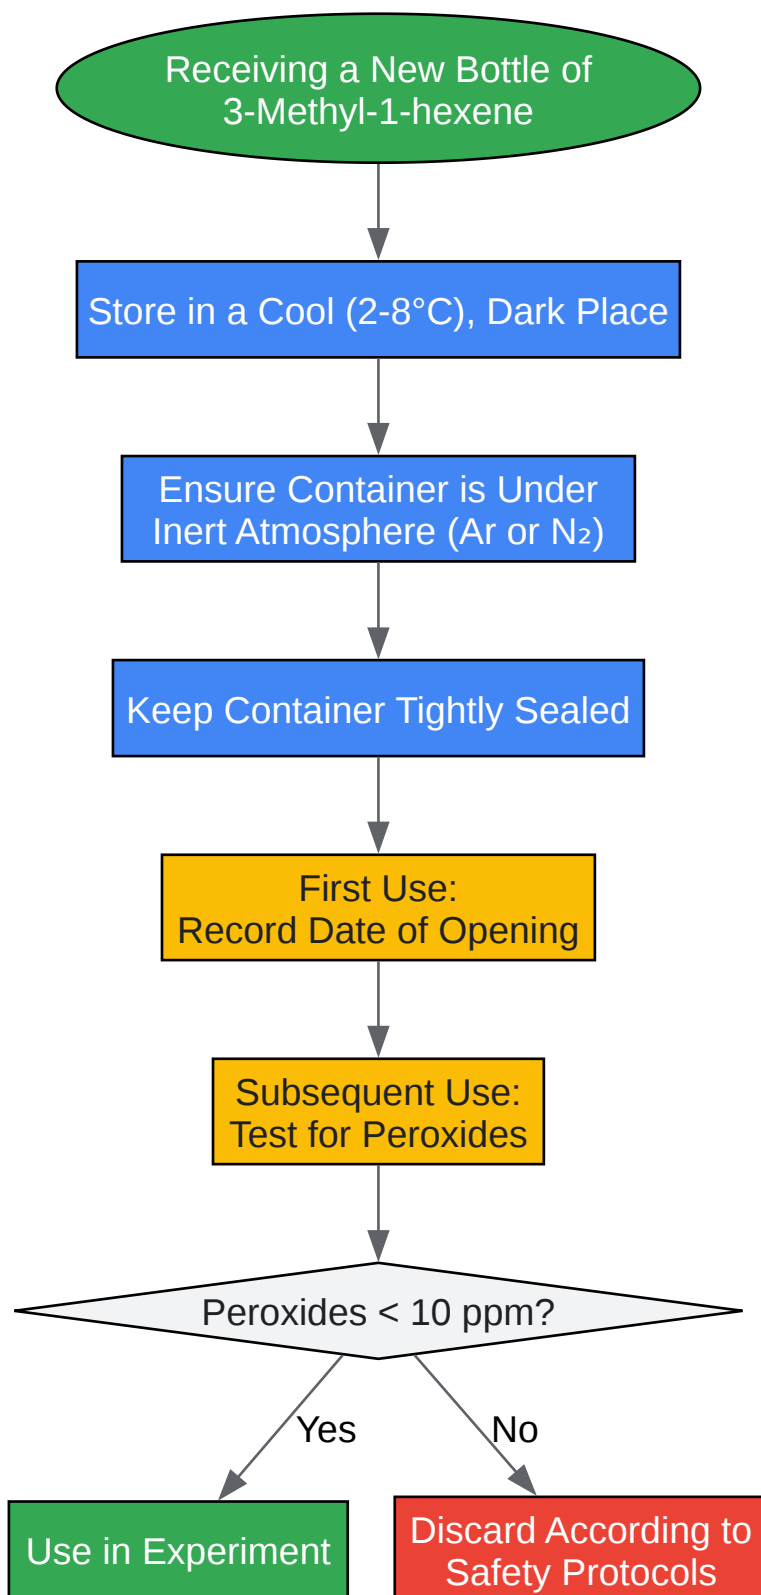 Receiving a New Bottle of
3-Methyl-1-hexene
Store in a Cool (2-8°C), Dark Place
Ensure Container is Under
Inert Atmosphere (Ar or N₂)
Keep Container Tightly Sealed
First Use:
Record Date of Opening
Subsequent Use:
Test for Peroxides
Peroxides < 10 ppm?
Yes
No
Use in Experiment
Discard According to
Safety Protocols